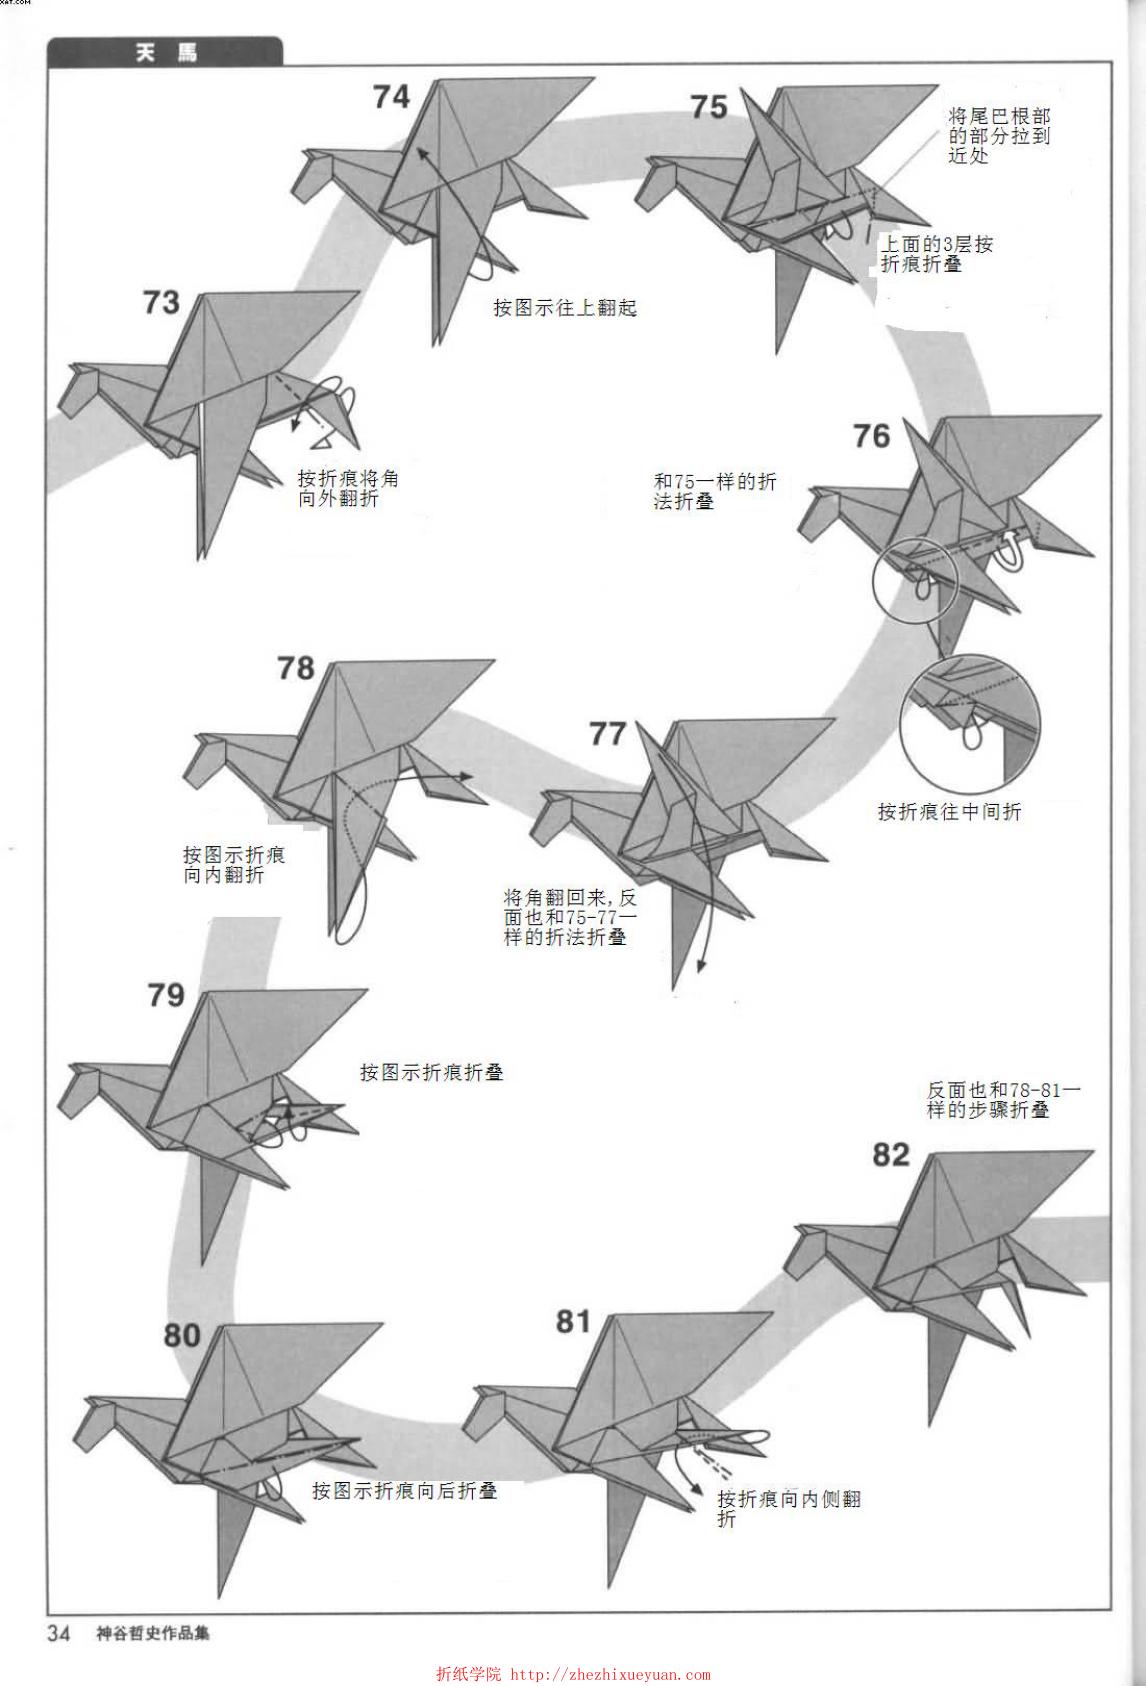 天馬
74
75
将尾巴根部
的部分拉到
近处
上面的3层按
折痕折叠
按图示往上翻起
73
按折痕将角
向外翻折
76
和75一样的折
法折叠
按折痕往中间折
78
77
按图示折痕
向内翻折
将角翻回来,反
面也和75-77一
样的折法折叠
79
按图示折痕折叠
反面也和78-81一
样的步骤折叠
82
80
81
按图示折痕向后折叠
按折痕向内侧翻
折
34 神谷哲史作品集
折纸学院 http://zhezhixueyuan.com